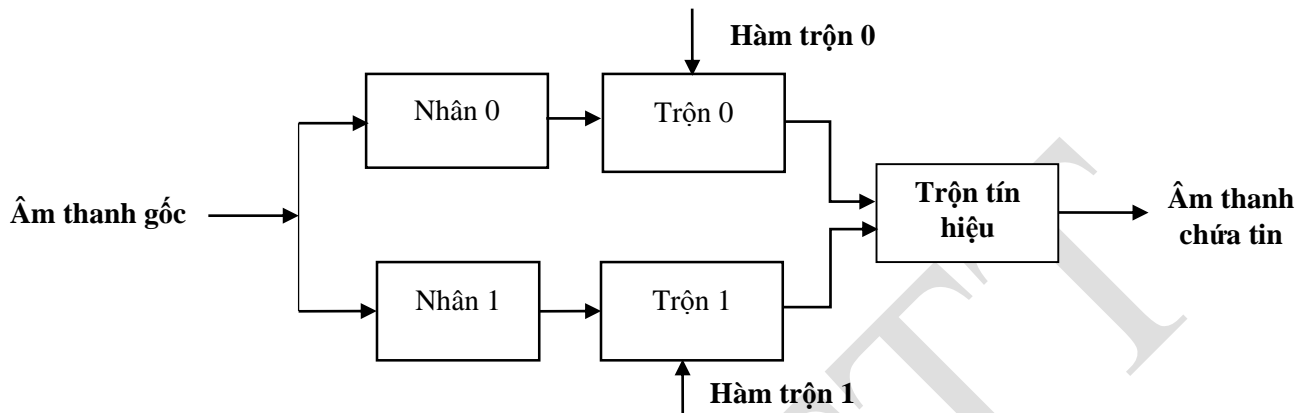 Hàm trộn 0
Nhân 0
Trộn 0
Âm thanh gốc
Trộn tín
hiệu
Âm thanh
chứa tin
Nhân 1
Trộn 1
Hàm trộn 1